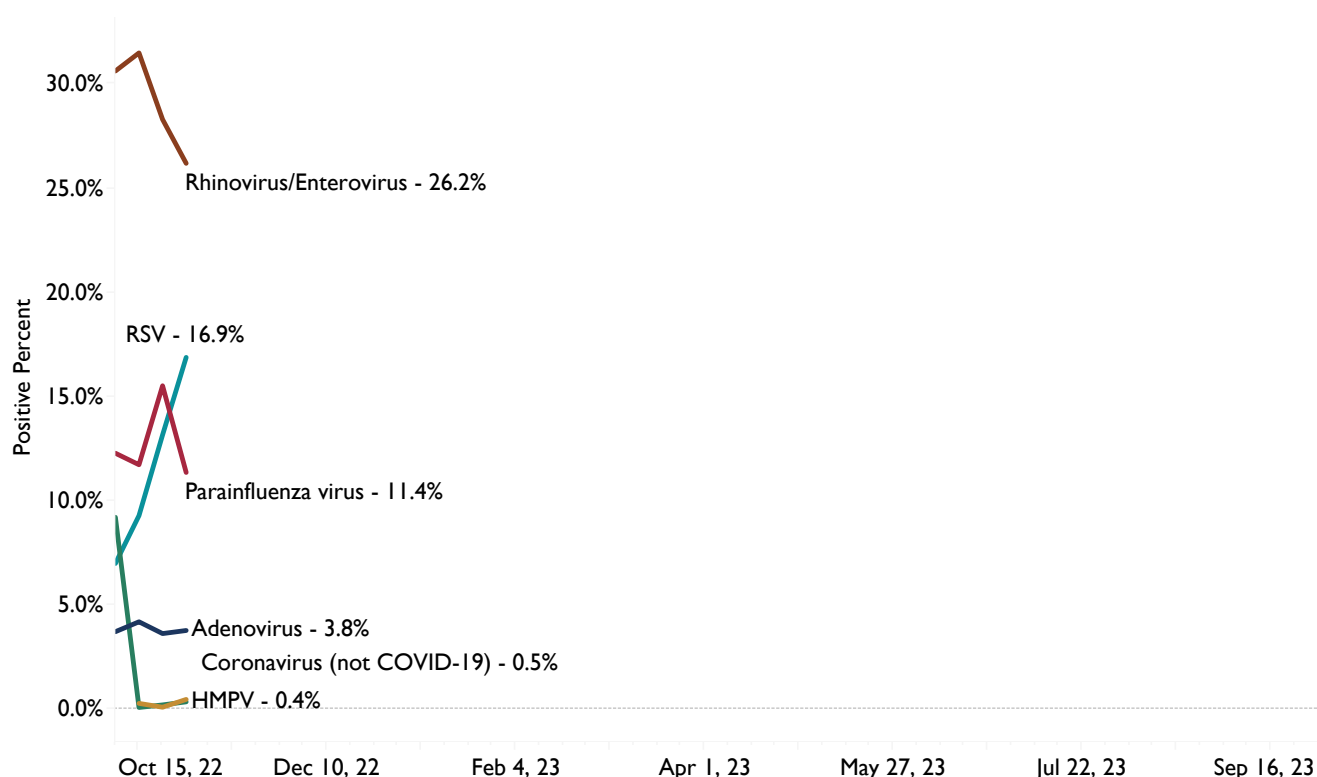 30.0%
Rhinovirus/Enterovirus - 26.2%
25.0%
20.0%
RSV - 16.9%
15.0%
Positive Percent
Parainfluenza virus - 11.4%
10.0%
5.0%
Adenovirus - 3.8%
Coronavirus (not COVID-19) - 0.5%
HMPV - 0.4%
0.0%
Oct 15, 22 Dec 10, 22 Feb 4, 23 Apr 1, 23 May 27, 23 Jul 22, 23 Sep 16, 23